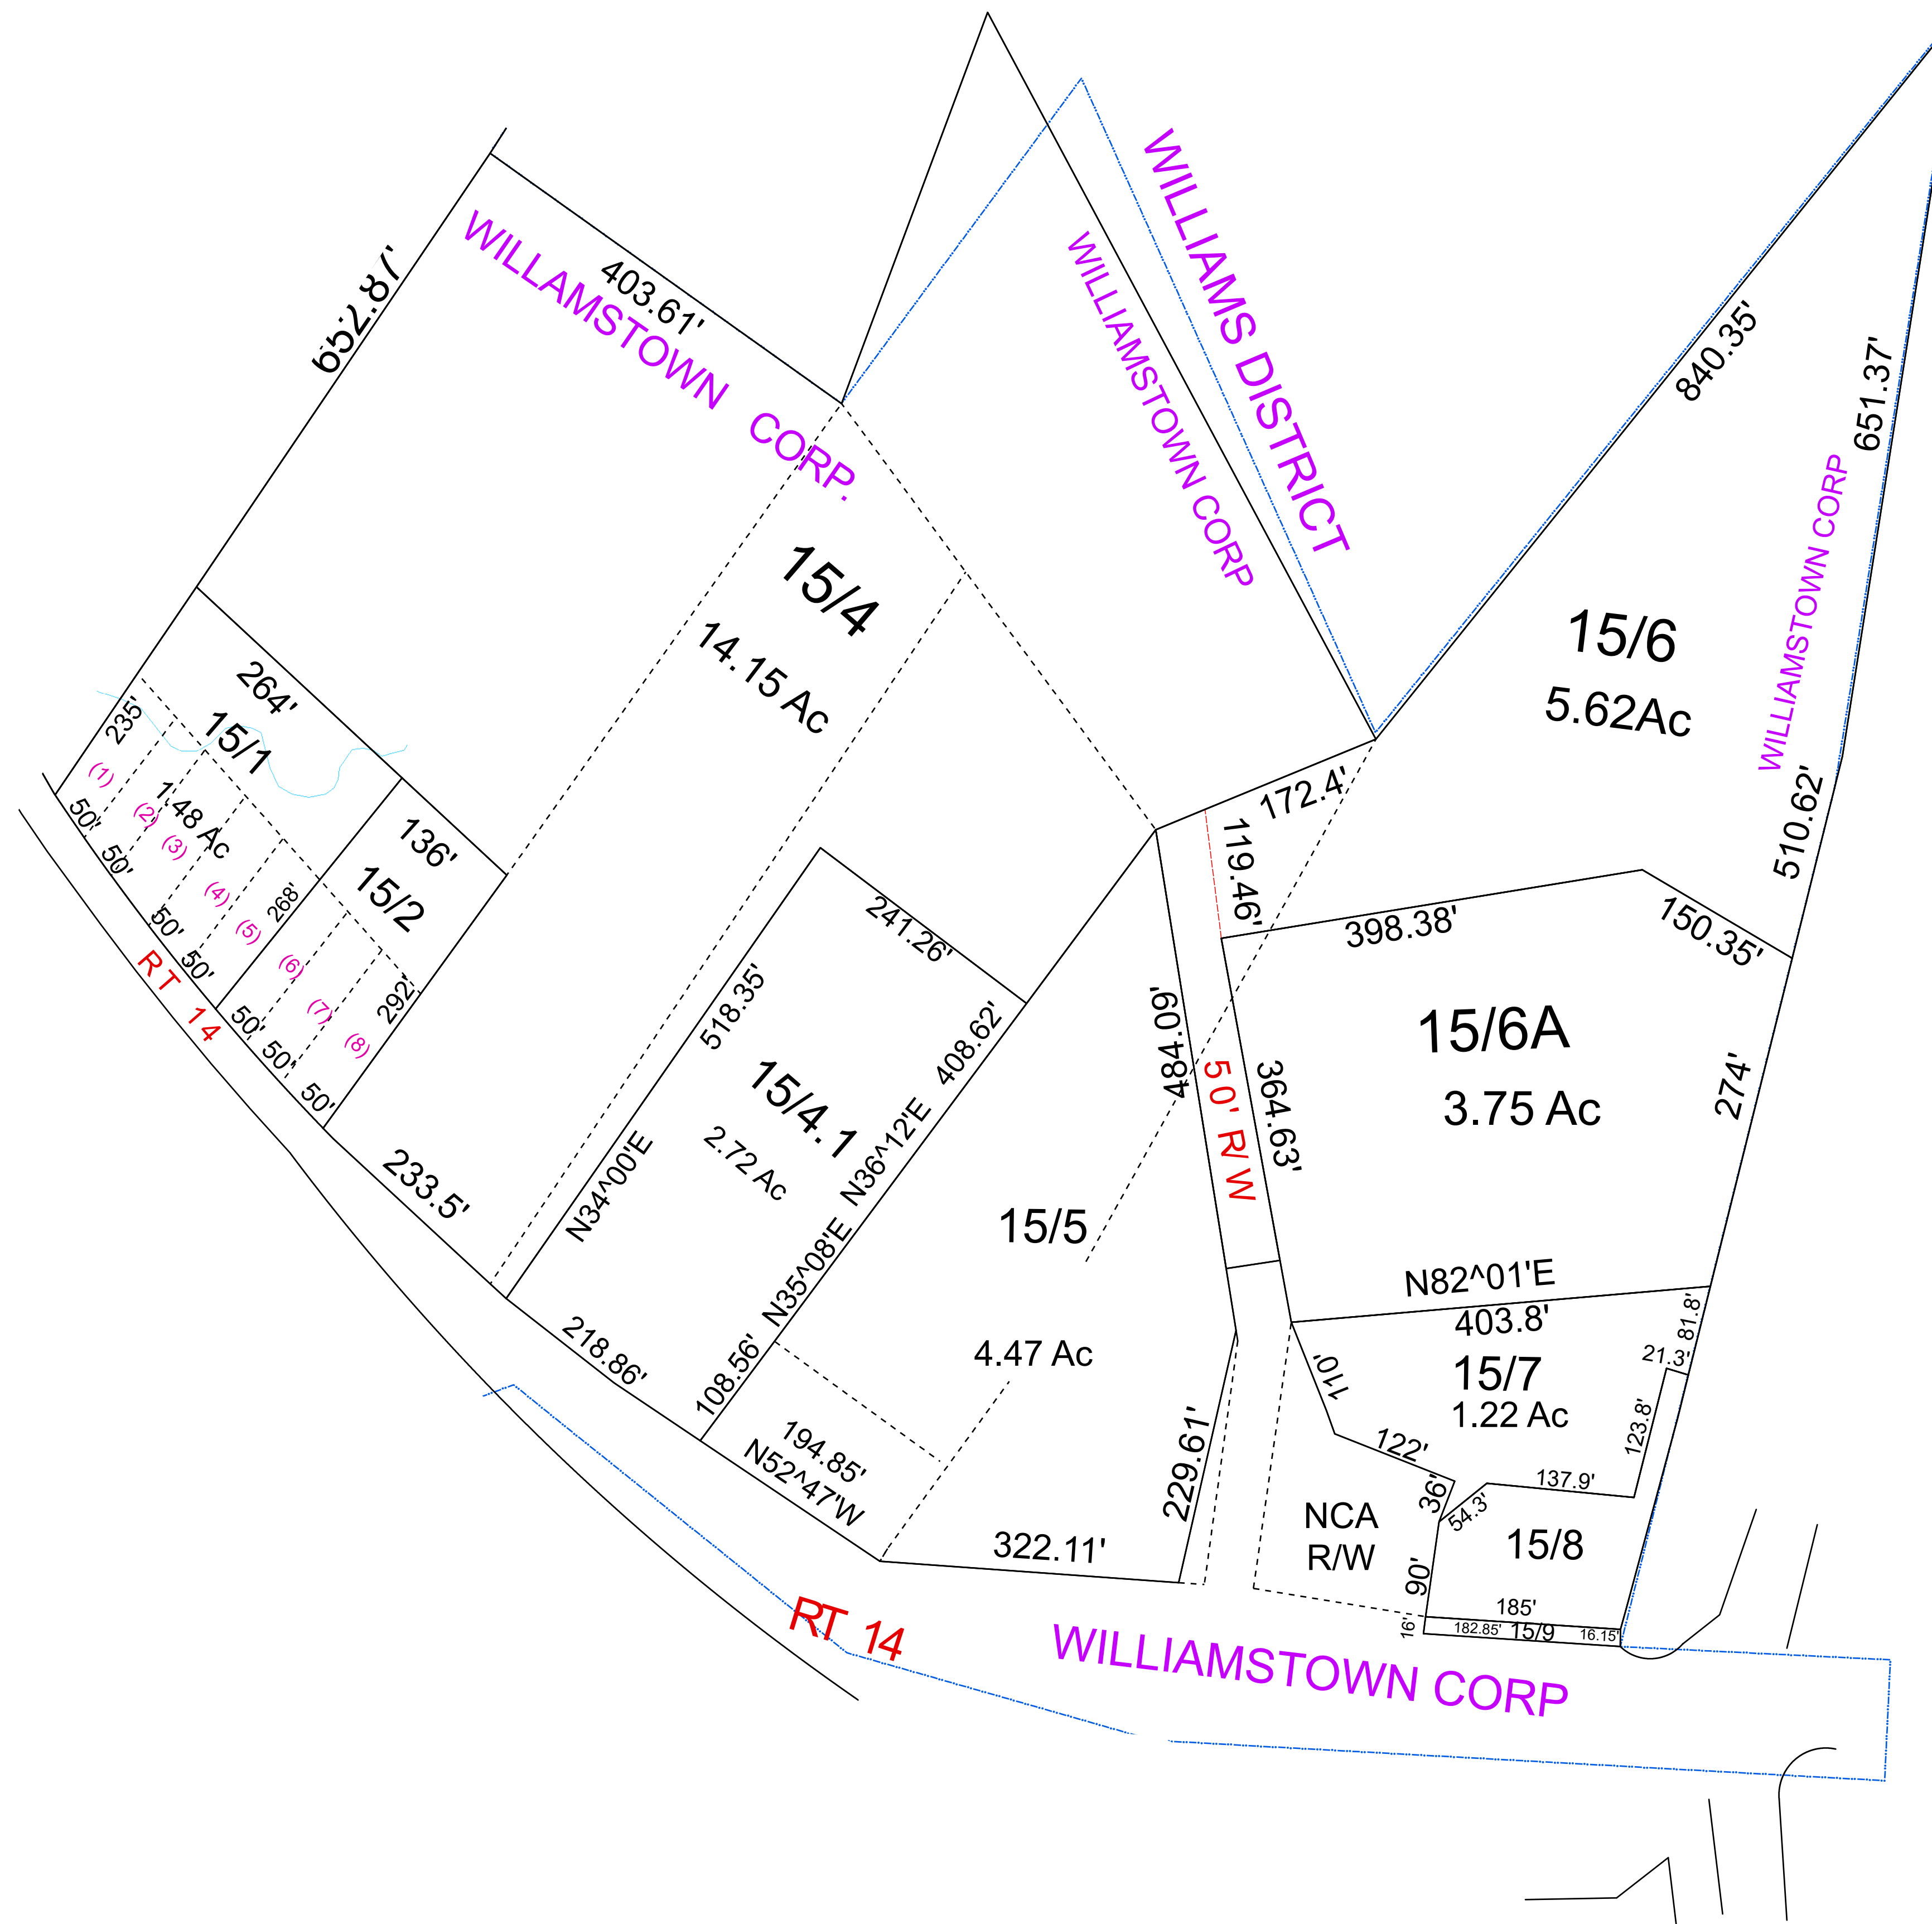 652.87'
403.61'
WILLAMSTOWN CORP.
WILLIAMS DISTRICT
WILLIAMSTOWN CORP
840.35'
651.37'
WILLIAMSTOWN CORP
15/4
14.15 Ac
15/6
5.62Ac
510.62'
264'
235'
15/1
1.48 Ac
(1)
(2)
(3)
(4)
(5)
50'
50'
50'
50'
268'
136'
15/2
(6)
(7)
(8)
292'
50'
50'
50'
RT 14
233.5'
172.4'
119.46'
398.38'
150.35'
241.26'
518.35'
408.62'
15/4.1
2.72 Ac
N34^00'E
N36^12'E
N35^08'E
108.56'
218.86'
484.09'
50' R/W
364.63'
15/6A
3.75 Ac
274'
15/5
4.47 Ac
N82^01'E
403.8'
81.8'
21.3'
15/7
1.22 Ac
110'
122'
36'
54.3'
137.9'
123.8'
194.85'
N52^47'W
229.61'
322.11'
NCA
R/W
15/8
90'
185'
16'
182.85'
15/9
16.15'
RT 14
WILLIAMSTOWN CORP